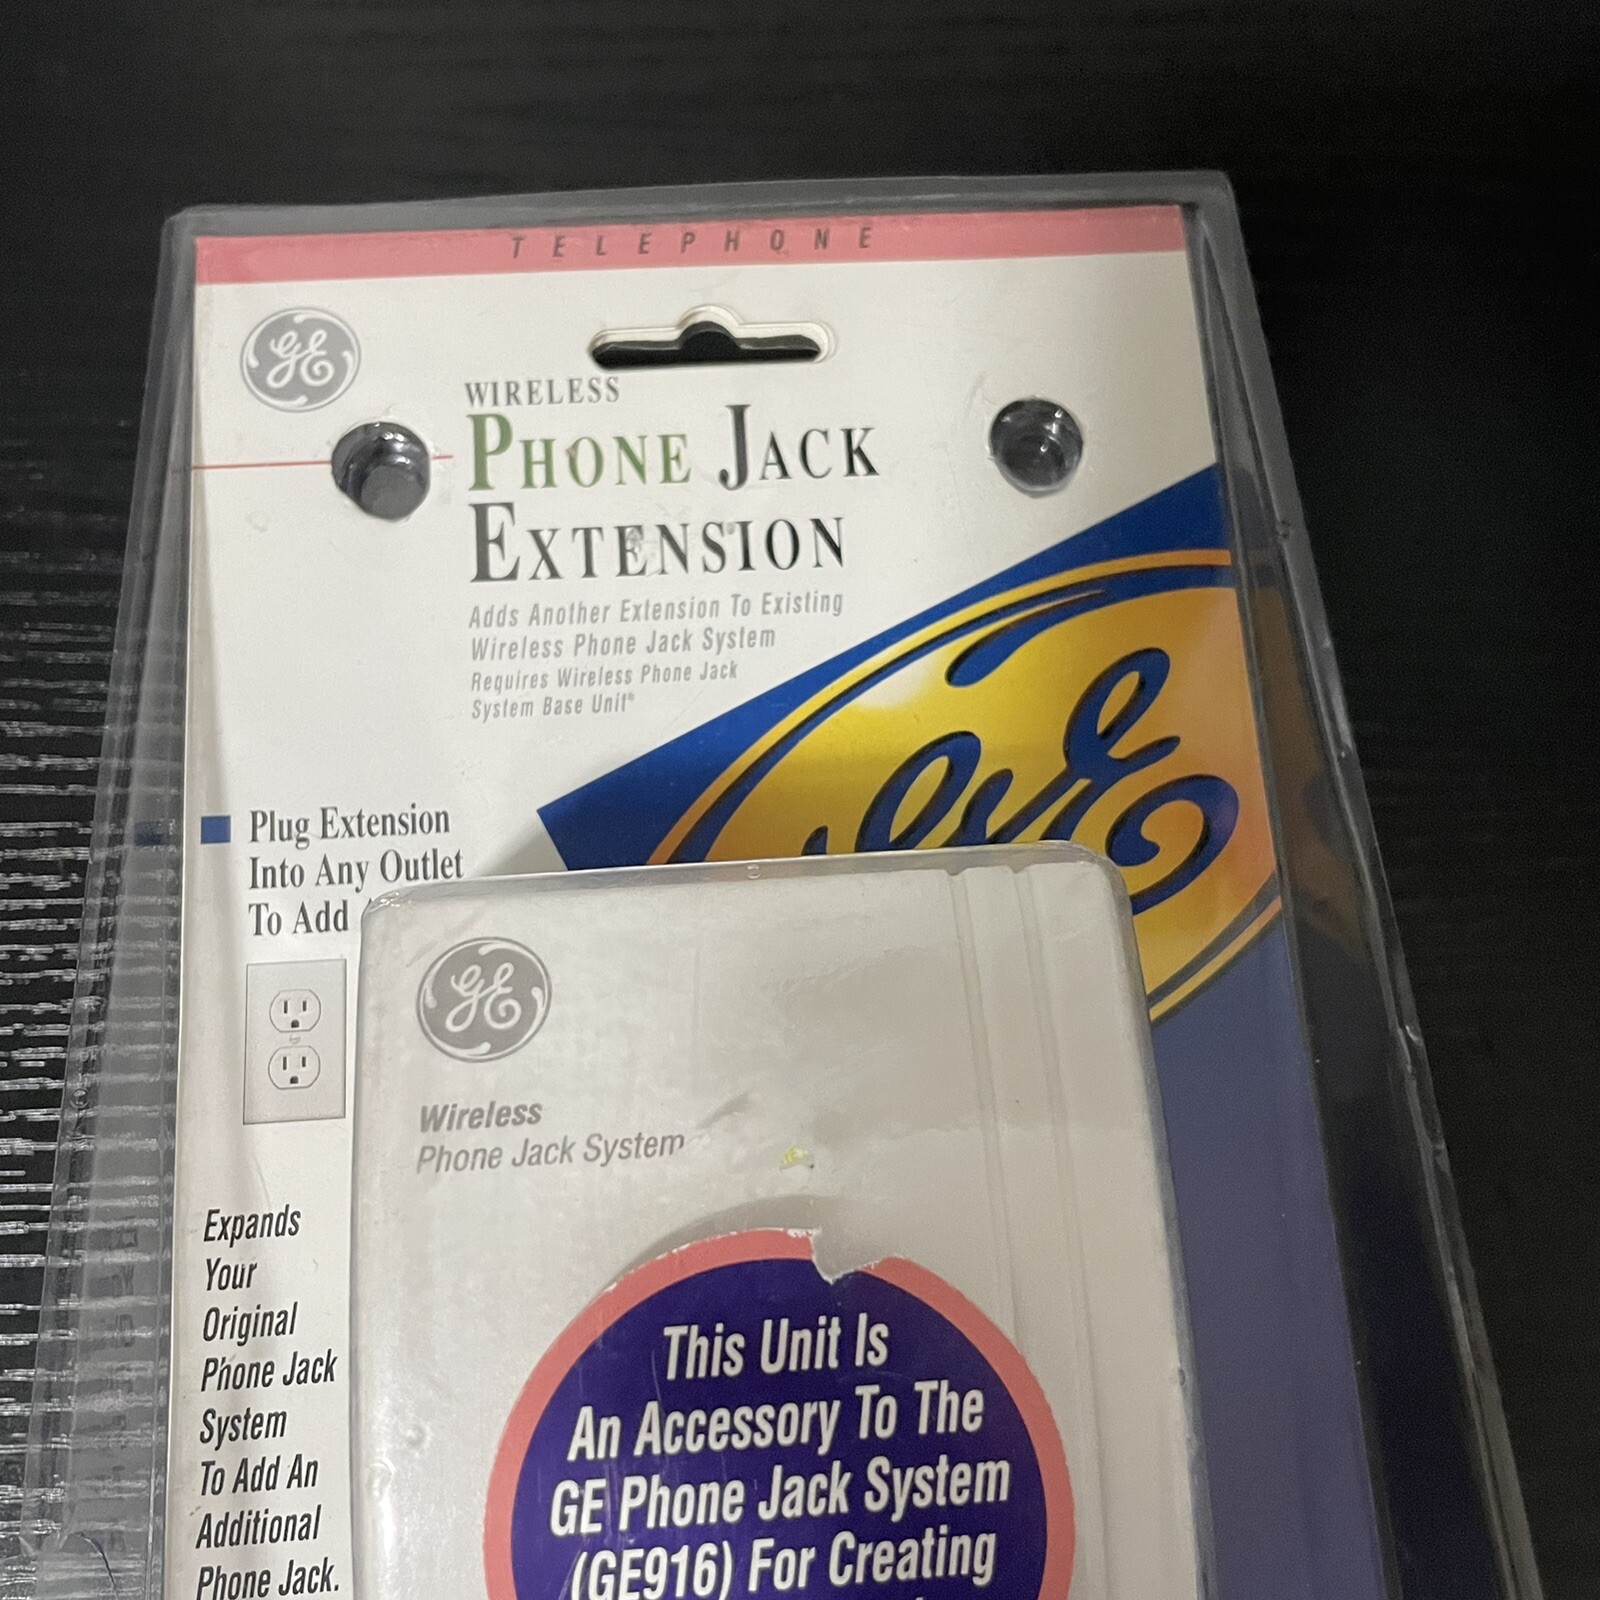 TELEPHONE
GE
WIRELESS
PHONE JACK
EXTENSION
Adds Another Extension To Existing
Wireless Phone Jack System
Requires Wireless Phone Jack
System Base Unit*
GE
Plug Extension
Into Any Outlet
To Add
GE
Wireless
Phone Jack System
Expands
Your
Original
Phone Jack
System
To Add An
Additional
Phone Jack.
This Unit Is
An Accessory To The
GE Phone Jack System
(GE916) For Creating